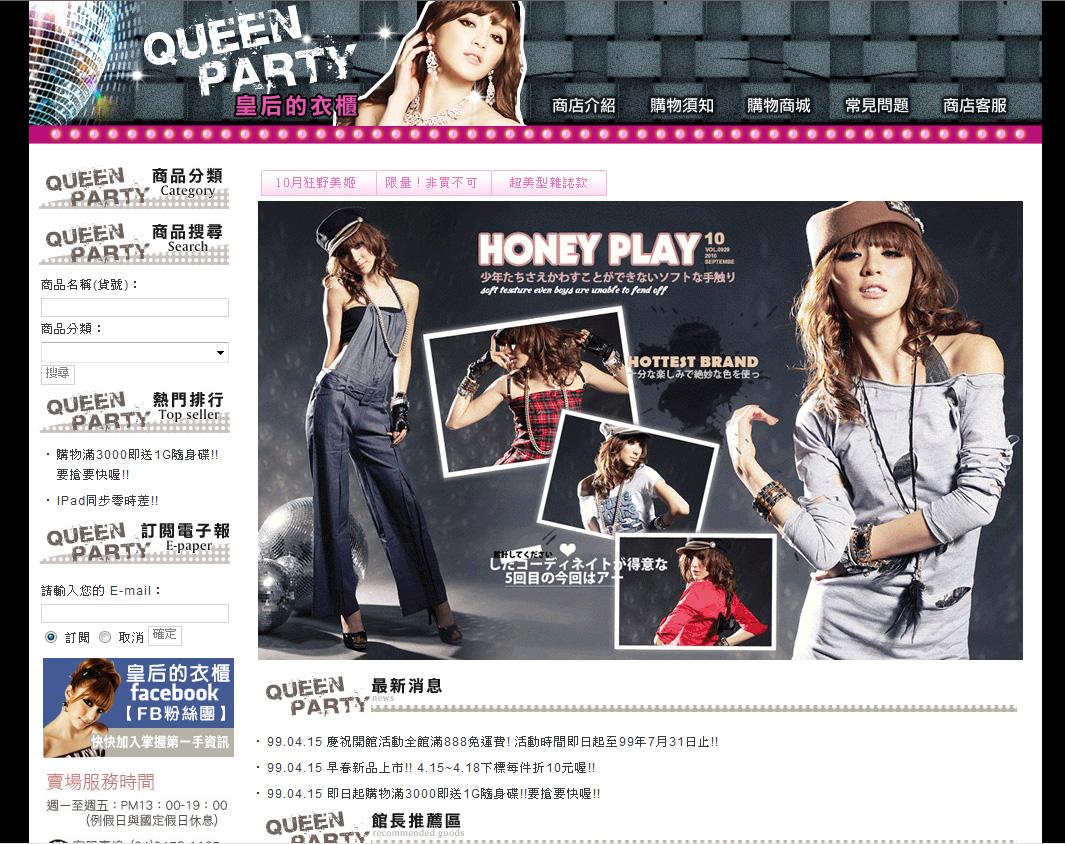 QUEEN
PARTY
皇后的衣櫃
商店介紹 購物須知 購物商城 常見問題 商店客服
QUEEN PARTY 商品分類
Category
QUEEN PARTY 商品搜尋
Search
商品名稱(貨號)：
商品分類：
搜尋
QUEEN PARTY 熱門排行
Top seller
‧ 購物滿3000即送1G隨身碟!!
要搶要快喔!!
‧ IPad同步零時差!!
QUEEN PARTY 訂閱電子報
E-paper
請輸入您的 E-mail：
訂閱 取消 確定
皇后的衣櫃
facebook
【FB粉絲團】
快快加入掌握第一手資訊
賣場服務時間
週一至週五：PM13：00-19：00
(例假日與國定假日休息)
10月狂野美姬 限量！非買不可 超美型雜誌款
HONEY PLAY 10
VOL.0929
2010
SEPTEMBE
少年たちさえかわすことができないソフトな手触り
soft texture even boys are unable to fend off
HOTTEST BRAND
十分な楽しみで絶妙な色を使っ
設計してください
したコーディネイトが得意な
5回目の今回はアー
QUEEN PARTY 最新消息
news
‧ 99.04.15 慶祝開館活動全館滿888免運費! 活動時間即日起至99年7月31日止!!
‧ 99.04.15 早春新品上市!! 4.15~4.18下標每件折10元喔!!
‧ 99.04.15 即日起購物滿3000即送1G隨身碟!!要搶要快喔!!
QUEEN PARTY 館長推薦區
recommended goods